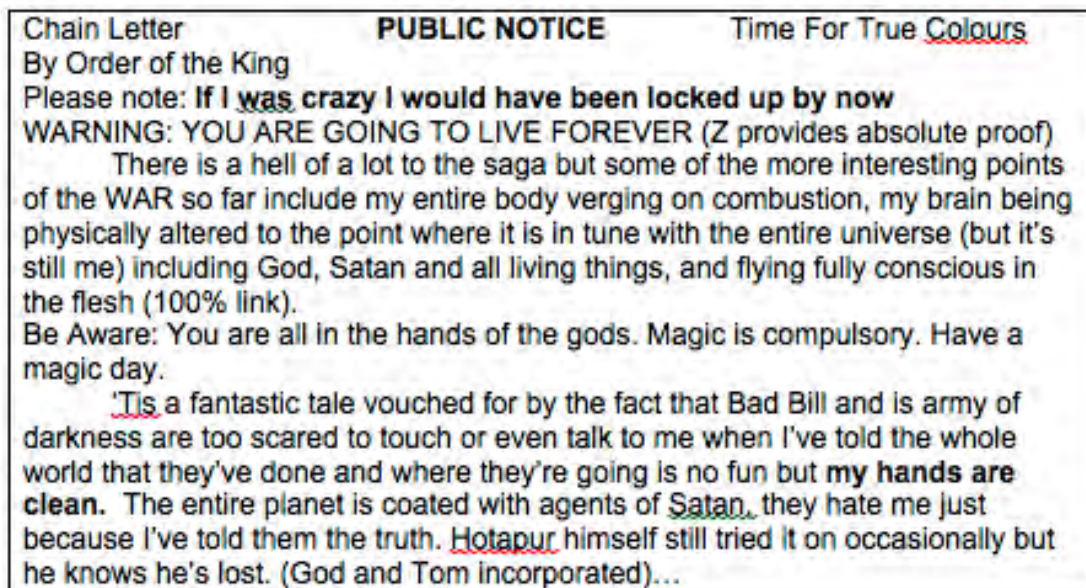 Chain Letter PUBLIC NOTICE Time For True Colours
By Order of the King
Please note: If I was crazy I would have been locked up by now
WARNING: YOU ARE GOING TO LIVE FOREVER (Z provides absolute proof)
There is a hell of a lot to the saga but some of the more interesting points
of the WAR so far include my entire body verging on combustion, my brain being
physically altered to the point where it is in tune with the entire universe (but it’s
still me) including God, Satan and all living things, and flying fully conscious in
the flesh (100% link).
Be Aware: You are all in the hands of the gods. Magic is compulsory. Have a
magic day.
‘Tis a fantastic tale vouched for by the fact that Bad Bill and is army of
darkness are too scared to touch or even talk to me when I’ve told the whole
world that they’ve done and where they’re going is no fun but my hands are
clean. The entire planet is coated with agents of Satan, they hate me just
because I’ve told them the truth. Hotapur himself still tried it on occasionally but
he knows he’s lost. (God and Tom incorporated)…